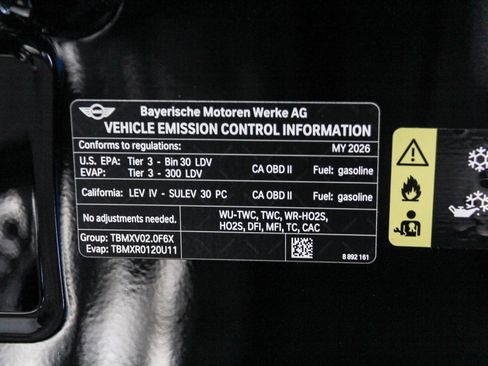 MINI
Bayerische Motoren Werke AG
VEHICLE EMISSION CONTROL INFORMATION
Conforms to regulations: MY 2026
U.S. EPA: Tier 3 - Bin 30 LDV CA OBD II Fuel: gasoline
EVAP: Tier 3 - 300 LDV
California: LEV IV - SULEV 30 PC CA OBD II Fuel: gasoline
No adjustments needed. WU-TWC, TWC, WR-HO2S,
HO2S, DFI, MFI, TC, CAC
Group: TBMXV02.0F6X
Evap: TBMXR0120U11
8 892 161